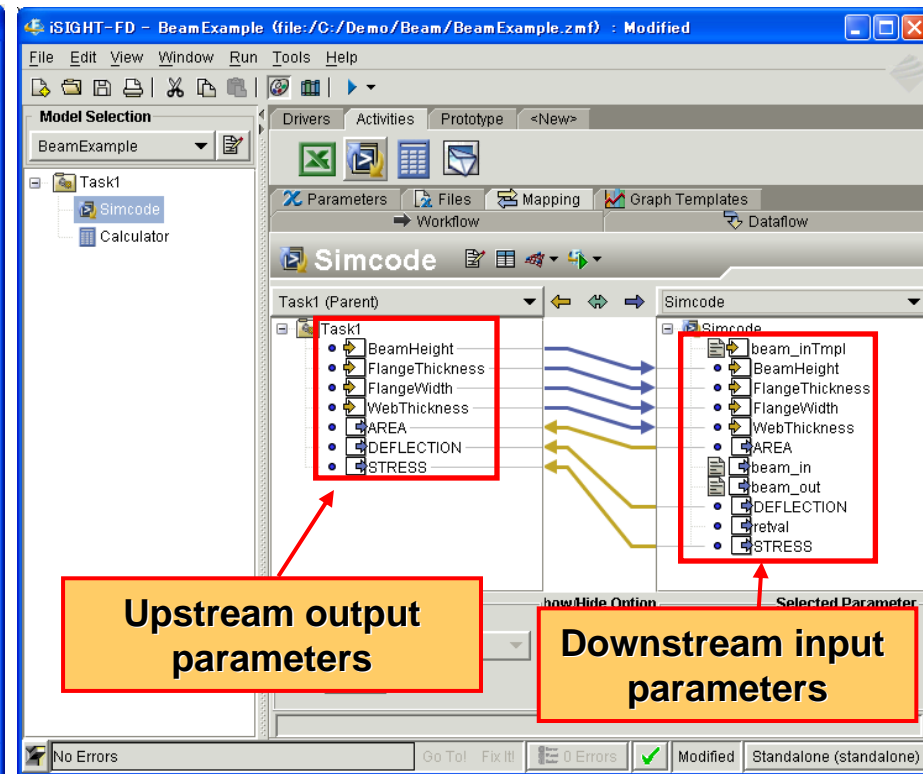 iSIGHT-FD - BeamExample (file:/C:/Demo/Beam/BeamExample.zmf) : Modified
File Edit View Window Run Tools Help
Model Selection
BeamExample
Task1
Simcode
Calculator
Drivers Activities Prototype <New>
Parameters Files Mapping Graph Templates
Workflow Dataflow
Simcode
Task1 (Parent)
Simcode
Task1
BeamHeight
FlangeThickness
FlangeWidth
WebThickness
AREA
DEFLECTION
STRESS
Simcode
beam_inTmpl
BeamHeight
FlangeThickness
FlangeWidth
WebThickness
AREA
beam_in
beam_out
DEFLECTION
retval
STRESS
how/Hide Option
Selected Parameter
Upstream output
parameters
Downstream input
parameters
No Errors
Go To! Fix It! 0 Errors
Modified
Standalone (standalone)